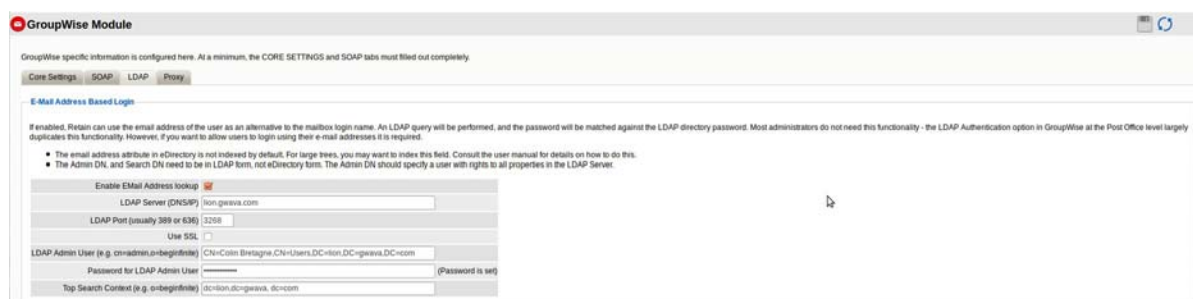 GroupWise Module
GroupWise specific information is configured here. At a minimum, the CORE SETTINGS and SOAP tabs must filled out completely.
Core Settings SOAP LDAP Proxy
E-Mail Address Based Login
If enabled, Retain can use the email address of the user as an alternative to the mailbox login name. An LDAP query will be performed, and the password will be matched against the LDAP directory password. Most administrators do not need this functionality - the LDAP Authentication option in GroupWise at the Post Office level largely
duplicates this functionality. However, if you want to allow users to login using their e-mail addresses it is required.
The email address attribute in eDirectory is not indexed by default. For large trees, you may want to index this field. Consult the user manual for details on how to do this.
The Admin DN, and Search DN need to be in LDAP form, not eDirectory form. The Admin DN should specify a user with rights to all properties in the LDAP Server.
Enable EMail Address lookup
LDAP Server (DNS/IP) lion.gwava.com
LDAP Port (usually 389 or 636) 3268
Use SSL
LDAP Admin User (e.g. cn=admin,o=beginfinite) CN=Colin Bretagne,CN=Users,DC=lion,DC=gwava,DC=com
Password for LDAP Admin User (Password is set)
Top Search Context (e.g. o=beginfinite) dc=lion,dc=gwava, dc=com